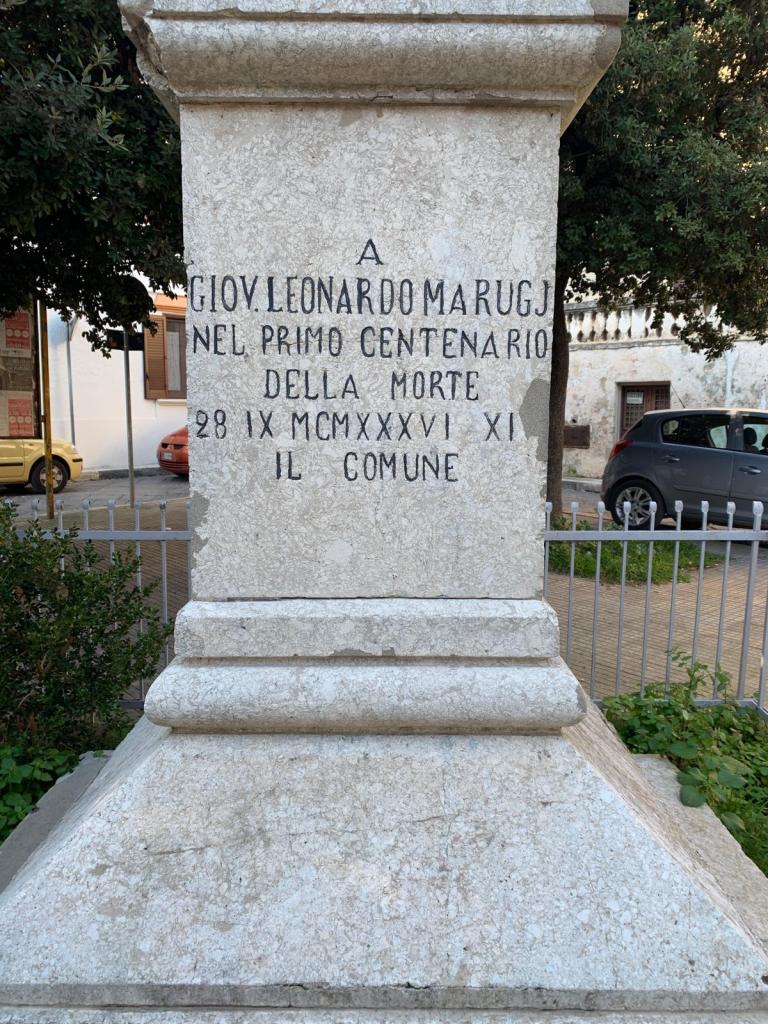 A
GIOV. LEONARDO MARUGJ
NEL PRIMO CENTENARIO
DELLA MORTE
28 IX MCMXXXVI XI
IL COMUNE